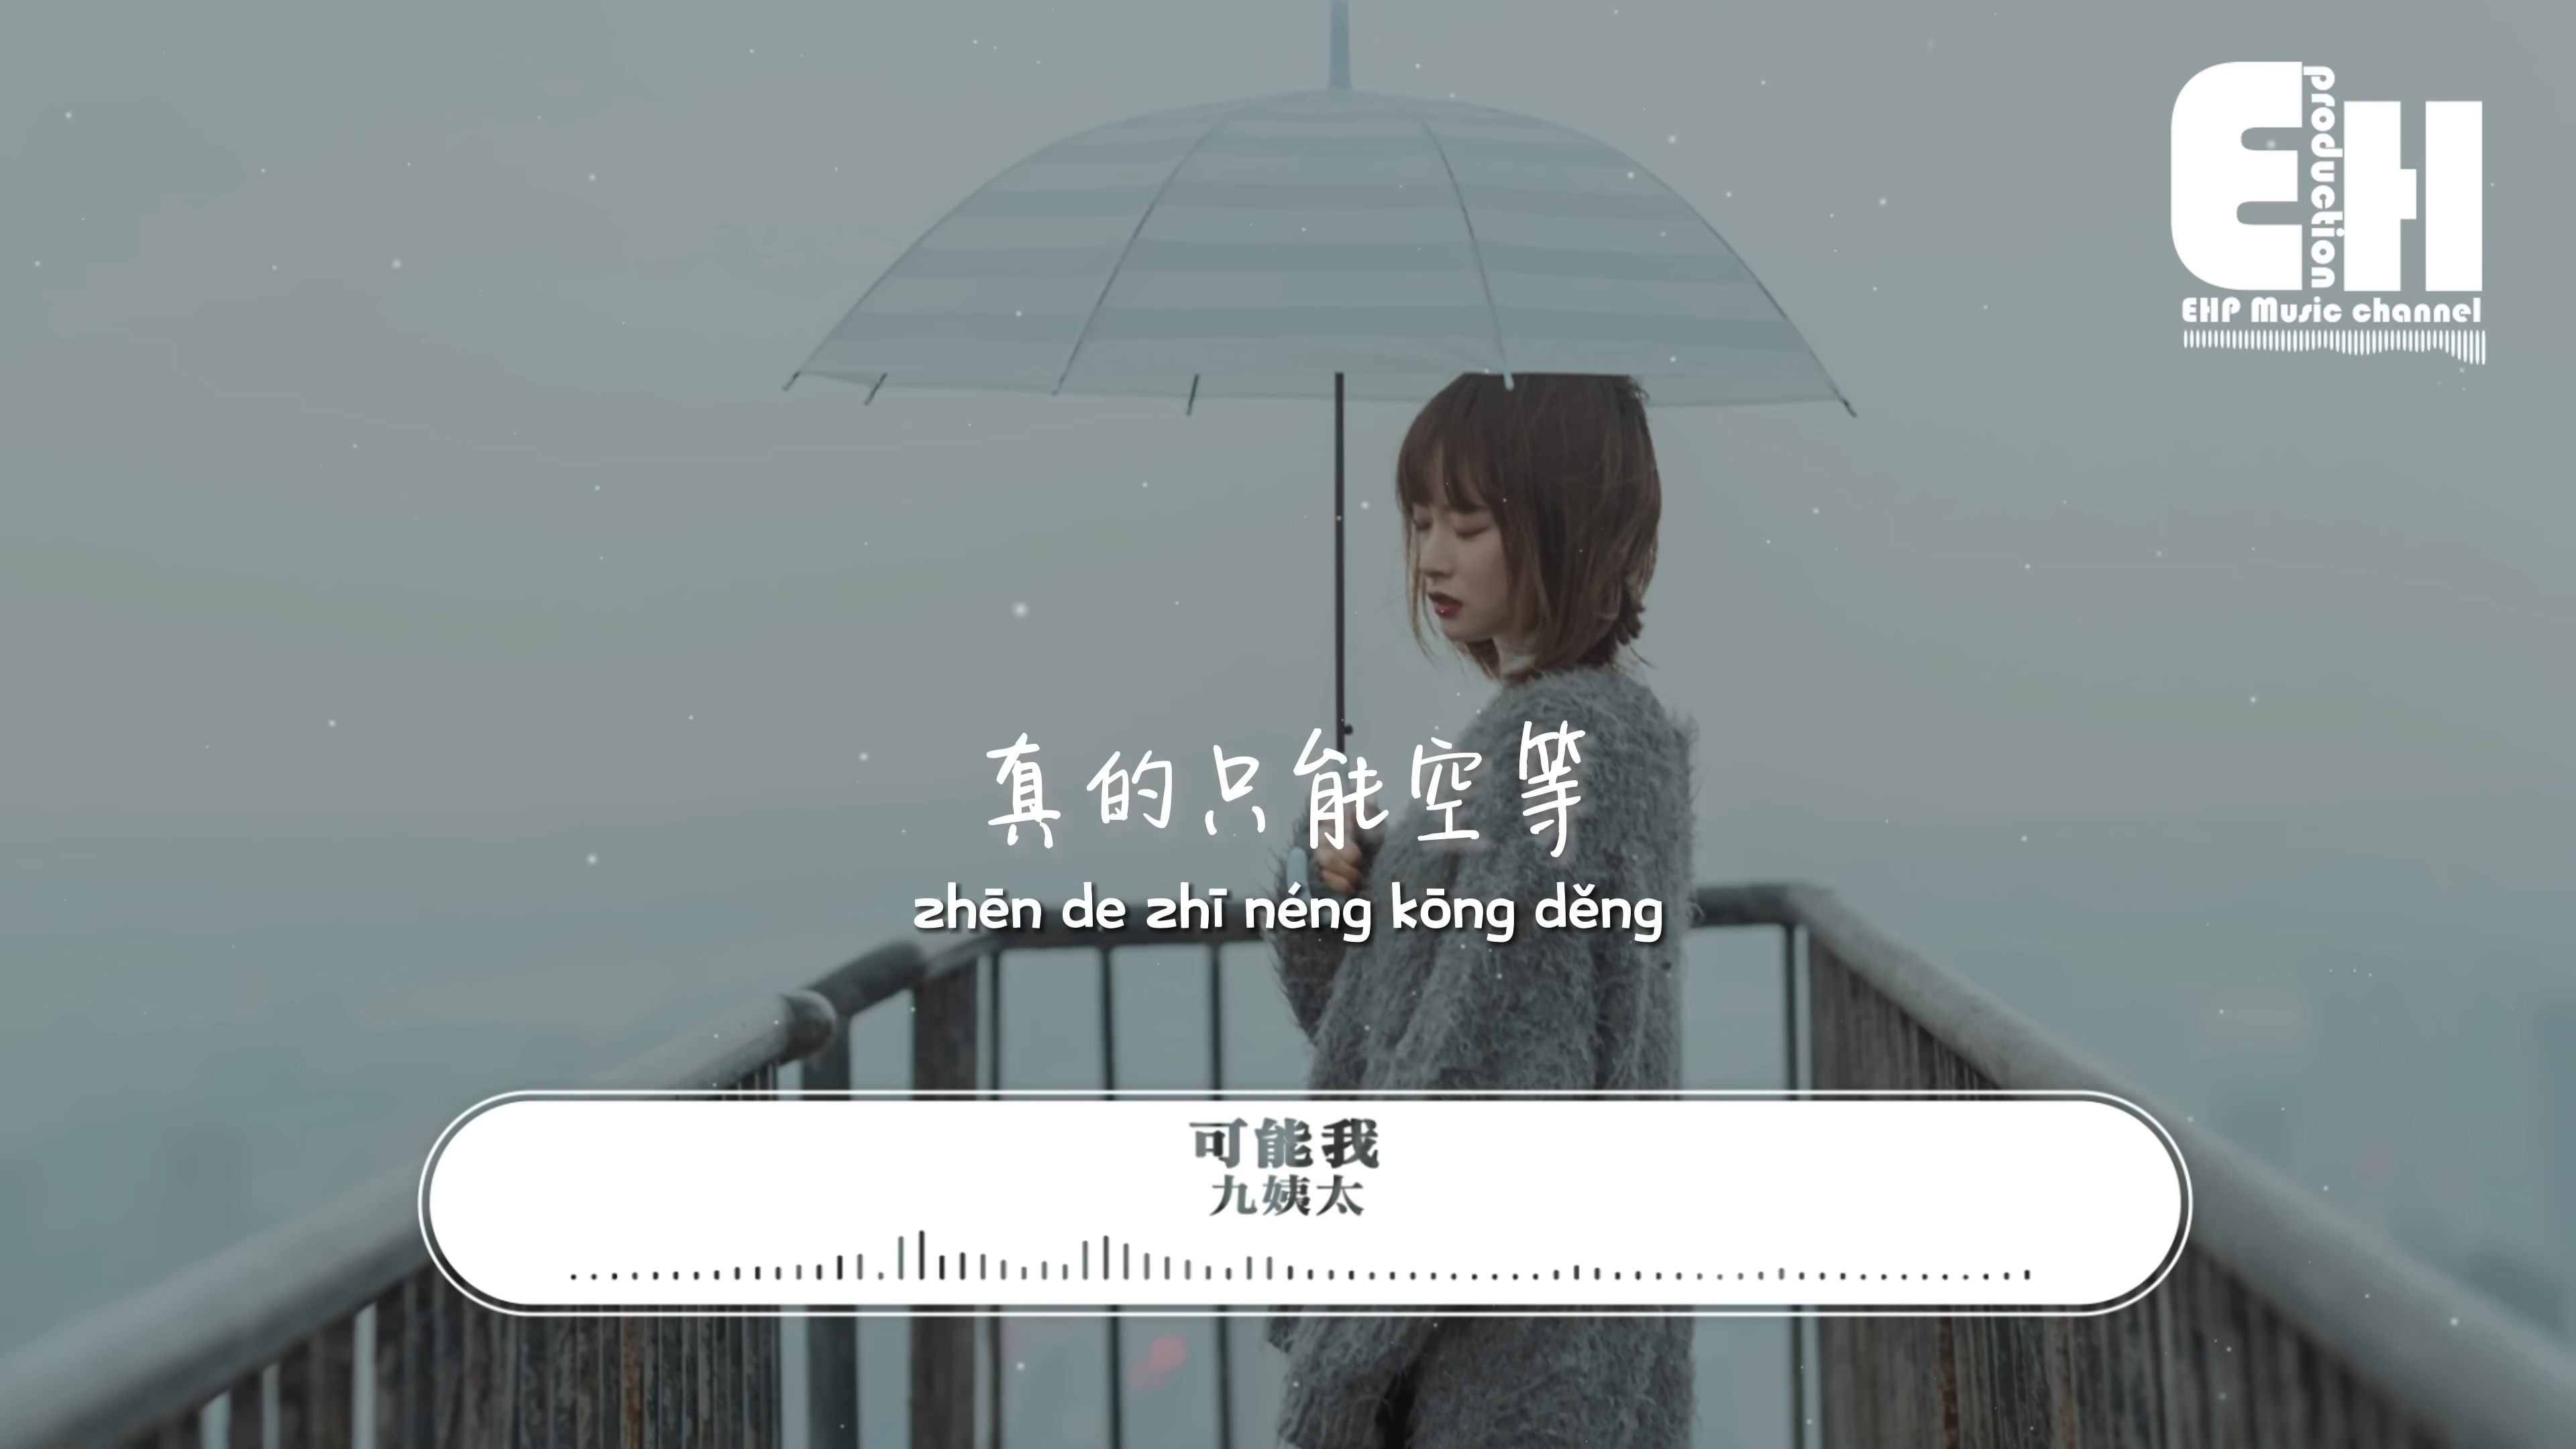 EH
production
EHP Music channel
真的只能空等
zhēn de zhī néng kōng děng
可能我
九姨太